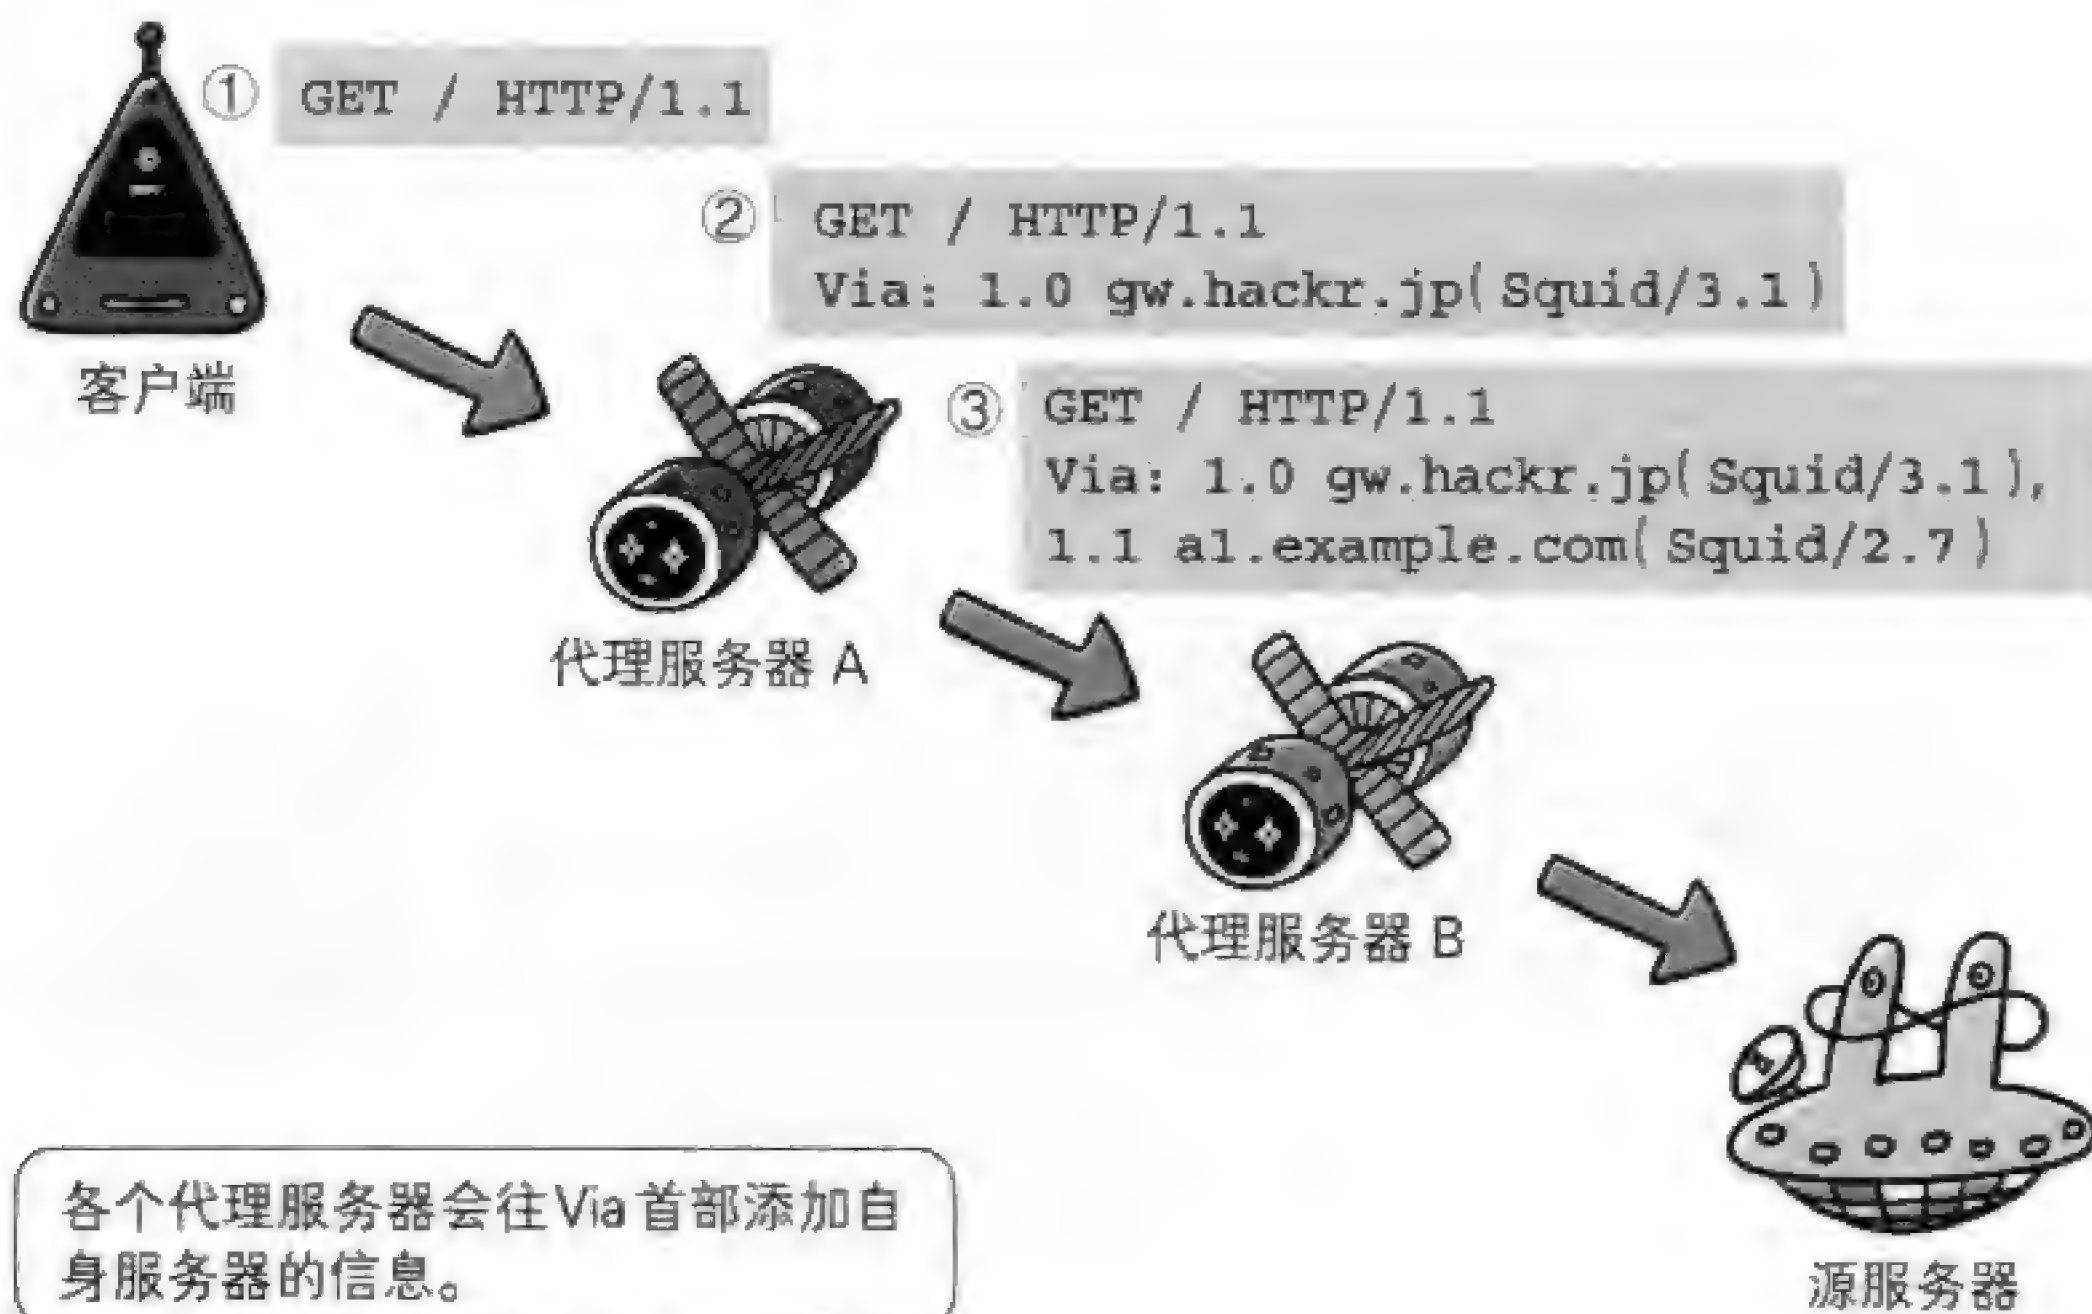 ① GET / HTTP/1.1
② GET / HTTP/1.1
Via: 1.0 gw.hackr.jp(Squid/3.1)
客户端
③ GET / HTTP/1.1
Via: 1.0 gw.hackr.jp(Squid/3.1),
1.1 a1.example.com(Squid/2.7)
代理服务器 A
代理服务器 B
各个代理服务器会往Via首部添加自
身服务器的信息。
源服务器